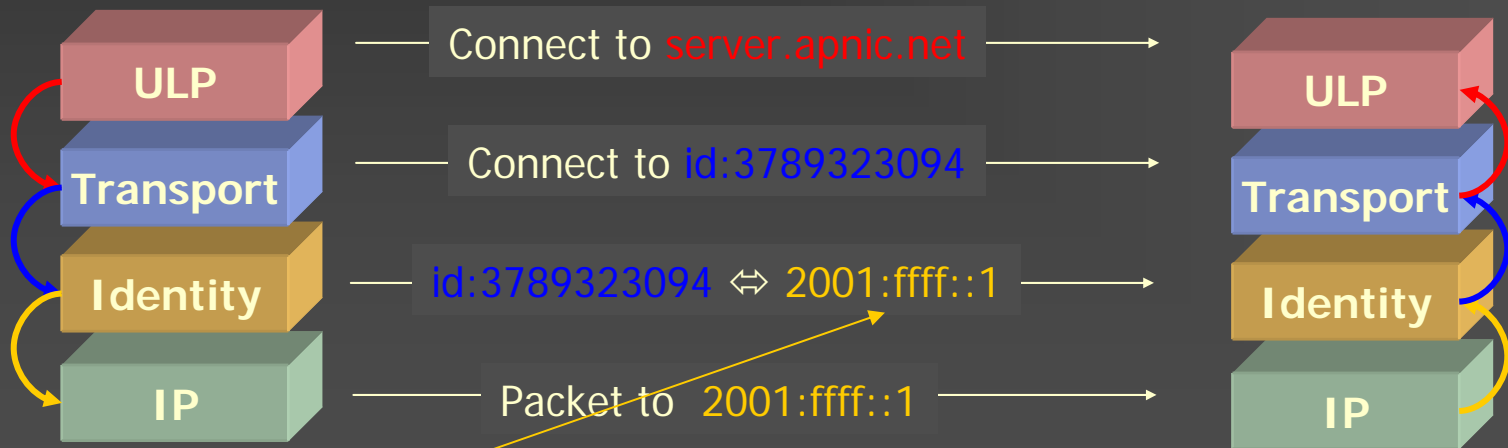 ULP
Connect to server.apnic.net
ULP
Transport
Connect to id:3789323094
Transport
Identity
id:3789323094 ⬄ 2001:ffff::1
Identity
IP
Packet to 2001:ffff::1
IP